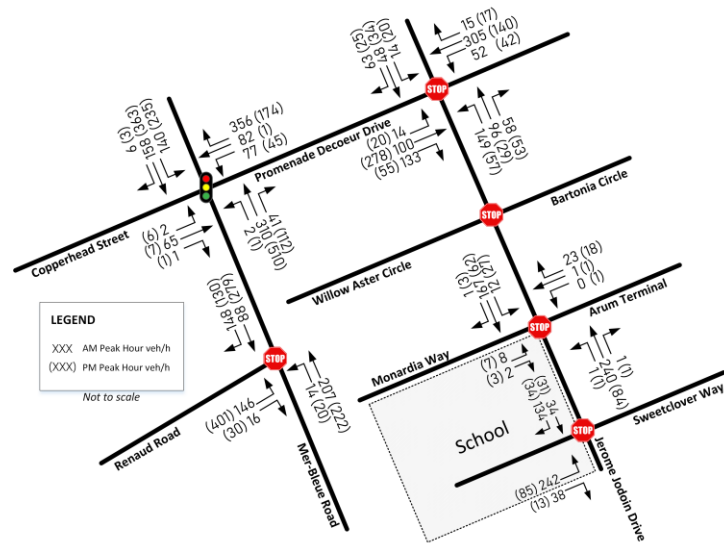 15 (17)
305 (140)
52 (42)
14 (20)
48 (34)
63 (25)
STOP
(20) 14
(278) 100
(55) 133
58 (53)
96 (29)
149 (57)
140 (235)
158 (363)
6 (3)
356 (174)
82 (1)
77 (45)
Promenade Decoeur Drive
Copperhead Street
(6) 2
(7) 65
(1) 1
41 (112)
310 (510)
2 (1)
STOP
Bartonia Circle
Willow Aster Circle
12 (27)
167 (62)
1 (3)
23 (18)
1 (1)
0 (1)
Arum Terminal
STOP
Monardia Way
1 (1)
240 (84)
1 (1)
(7) 8
(3) 2
88 (279)
148 (130)
LEGEND
XXX AM Peak Hour veh/h
(XXX) PM Peak Hour veh/h
Not to scale
STOP
207 (222)
14 (20)
(401) 146
(30) 16
Renaud Road
Mer-Bleue Road
(31) 34
(34) 134
School
STOP
Sweetclover Way
Jerome Jodoin Drive
(85) 242
(13) 38